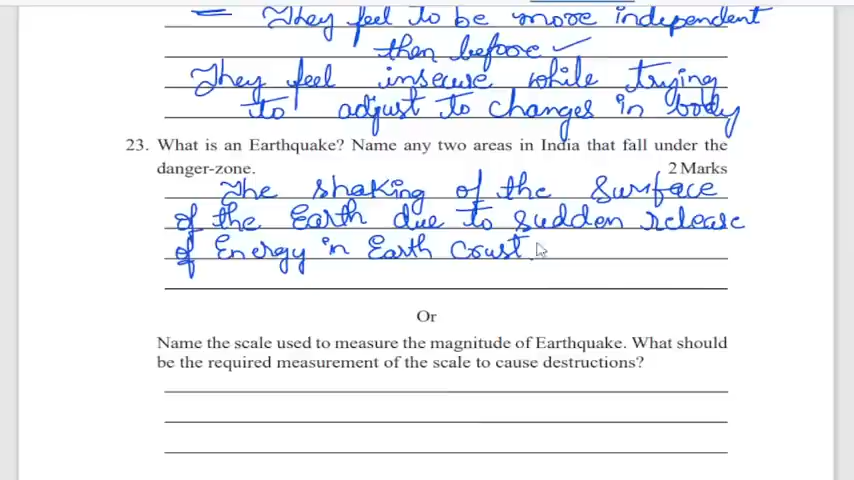 = They feel to be more independent
then before ✓
They feel insecure while trying
to adjust to changes in body
23. What is an Earthquake? Name any two areas in India that fall under the
danger-zone. 2 Marks
The shaking of the Surface
of the Earth due to sudden release
of Energy in Earth Crust.
Or
Name the scale used to measure the magnitude of Earthquake. What should
be the required measurement of the scale to cause destructions?